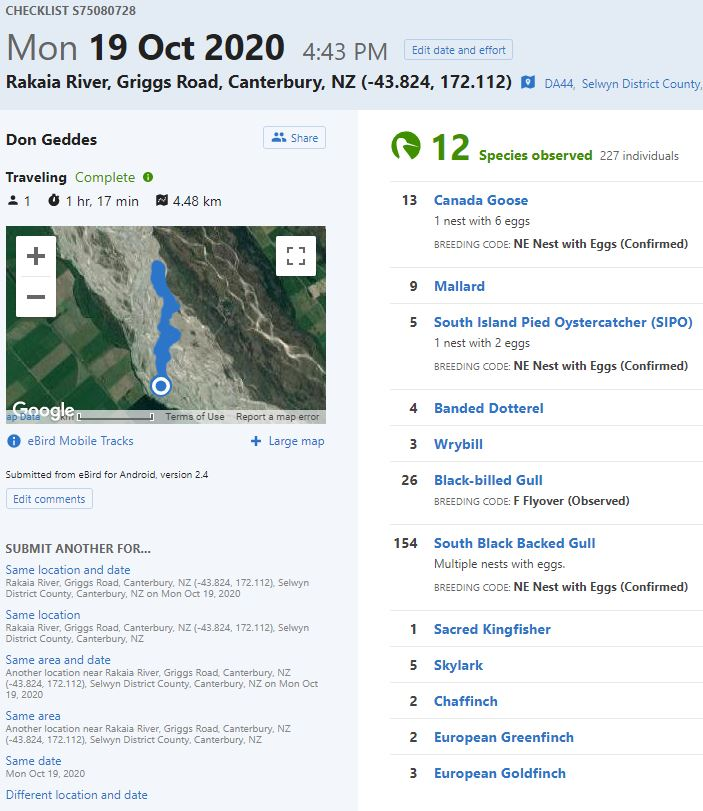 CHECKLIST S75080728
Mon 19 Oct 2020 4:43 PM Edit date and effort
Rakaia River, Griggs Road, Canterbury, NZ (-43.824, 172.112) DA44, Selwyn District County,
Don Geddes
Share
Traveling Complete
1 1 hr, 17 min 4.48 km
+
−
Google
ap Data
km
Terms of Use
Report a map error
eBird Mobile Tracks
+ Large map
Submitted from eBird for Android, version 2.4
Edit comments
SUBMIT ANOTHER FOR...
Same location and date
Rakaia River, Griggs Road, Canterbury, NZ (-43.824, 172.112), Selwyn
District County, Canterbury, NZ on Mon Oct 19, 2020
Same location
Rakaia River, Griggs Road, Canterbury, NZ (-43.824, 172.112), Selwyn
District County, Canterbury, NZ
Same area and date
Another location near Rakaia River, Griggs Road, Canterbury, NZ
(-43.824, 172.112), Selwyn District County, Canterbury, NZ on Mon Oct
19, 2020
Same area
Another location near Rakaia River, Griggs Road, Canterbury, NZ
(-43.824, 172.112), Selwyn District County, Canterbury, NZ
Same date
Mon Oct 19, 2020
Different location and date
12 Species observed 227 individuals
13 Canada Goose
1 nest with 6 eggs
BREEDING CODE: NE Nest with Eggs (Confirmed)
9 Mallard
5 South Island Pied Oystercatcher (SIPO)
1 nest with 2 eggs
BREEDING CODE: NE Nest with Eggs (Confirmed)
4 Banded Dotterel
3 Wrybill
26 Black-billed Gull
BREEDING CODE: F Flyover (Observed)
154 South Black Backed Gull
Multiple nests with eggs.
BREEDING CODE: NE Nest with Eggs (Confirmed)
1 Sacred Kingfisher
5 Skylark
2 Chaffinch
2 European Greenfinch
3 European Goldfinch